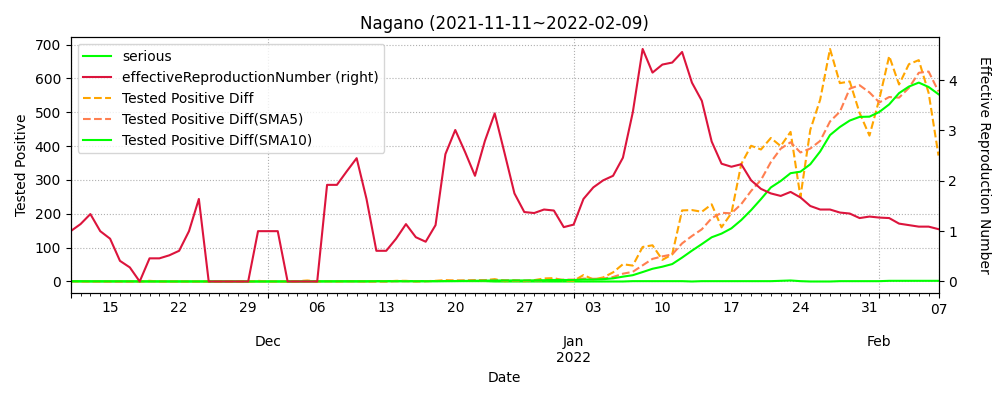 Nagano (2021-11-11~2022-02-09)
700
600
500
400
300
200
100
0
Tested Positive
serious
effectiveReproductionNumber (right)
Tested Positive Diff
Tested Positive Diff(SMA5)
Tested Positive Diff(SMA10)
4
3
2
1
0
Effective Reproduction Number
15 22 29 06 13 20 27 03 10 17 24 31 07
Dec Jan Feb
2022
Date